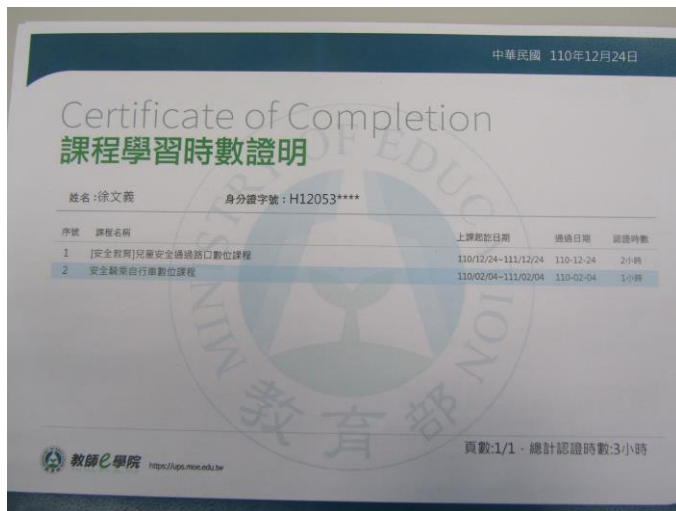 中華民國 110年12月24日
Certificate of Completion
課程學習時數證明
姓名:徐文義 身分證字號:H12053****
序號 課程名稱 上課起訖日期 通過日期 認證時數
1 [安全教育]兒童安全通過路口數位課程 110/12/24~111/12/24 110-12-24 2小時
2 安全騎乘自行車數位課程 110/02/04~111/02/04 110-02-04 1小時
MINISTRY OF EDUCATION
教育部
教師e學院 https://ups.moe.edu.tw
頁數:1/1 · 總計認證時數:3小時